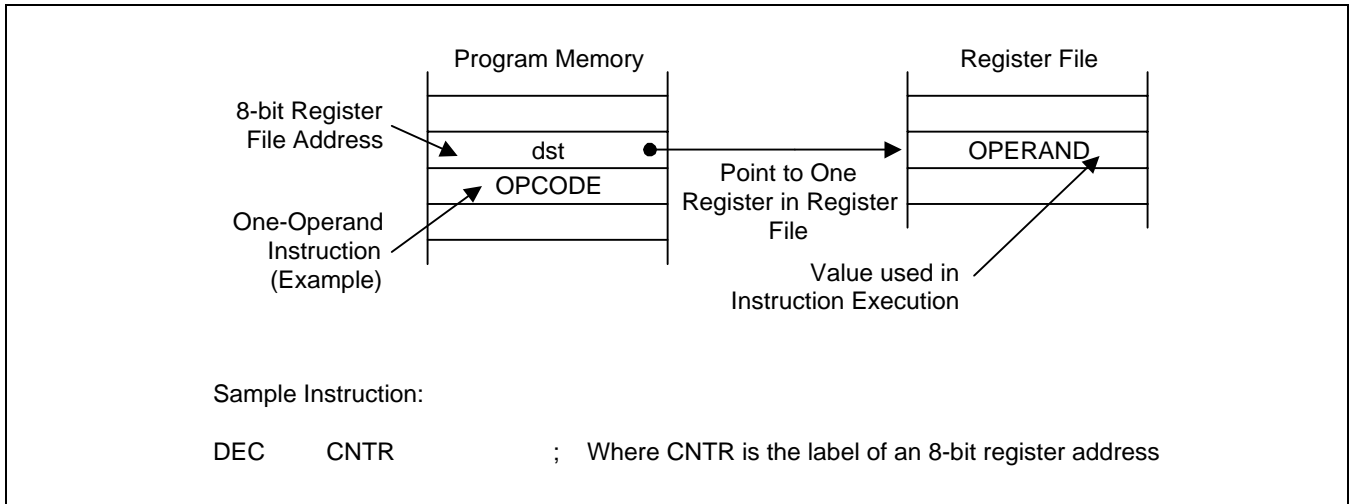 Program Memory
Register File
8-bit Register
File Address
dst
OPERAND
OPCODE
Point to One
Register in Register
File
One-Operand
Instruction
(Example)
Value used in
Instruction Execution
Sample Instruction:
DEC CNTR ; Where CNTR is the label of an 8-bit register address